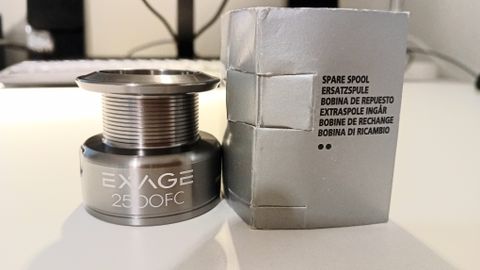 EXAGE
2500FC
SPARE SPOOL
ERSATZSPULE
BOBINA DE REPUESTO
EXTRASPOLE INGÅR
BOBINE DE RECHANGE
BOBINA DI RICAMBIO